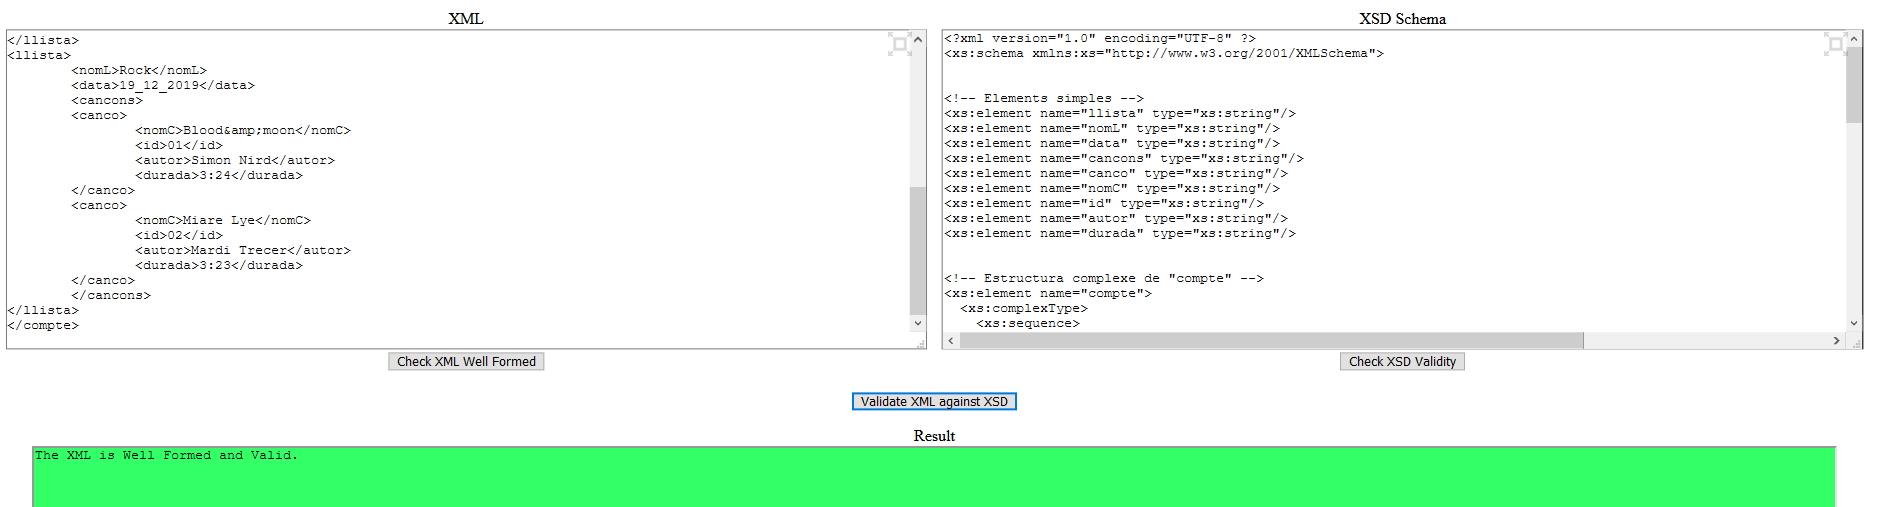 XML
</llista>
<llista>
<nomL>Rock</nomL>
<data>19_12_2019</data>
<cancons>
<canco>
<nomC>Blood&amp;moon</nomC>
<id>01</id>
<autor>Simon Nird</autor>
<durada>3:24</durada>
</canco>
<canco>
<nomC>Miare Lye</nomC>
<id>02</id>
<autor>Mardi Trecer</autor>
<durada>3:23</durada>
</canco>
</cancons>
</llista>
</compte>
Check XML Well Formed
XSD Schema
<?xml version="1.0" encoding="UTF-8" ?>
<xs:schema xmlns:xs="http://www.w3.org/2001/XMLSchema">
<!-- Elements simples -->
<xs:element name="llista" type="xs:string"/>
<xs:element name="nomL" type="xs:string"/>
<xs:element name="data" type="xs:string"/>
<xs:element name="cancons" type="xs:string"/>
<xs:element name="canco" type="xs:string"/>
<xs:element name="nomC" type="xs:string"/>
<xs:element name="id" type="xs:string"/>
<xs:element name="autor" type="xs:string"/>
<xs:element name="durada" type="xs:string"/>
<!-- Estructura complexe de "compte" -->
<xs:element name="compte">
<xs:complexType>
<xs:sequence>
Check XSD Validity
Validate XML against XSD
Result
The XML is Well Formed and Valid.